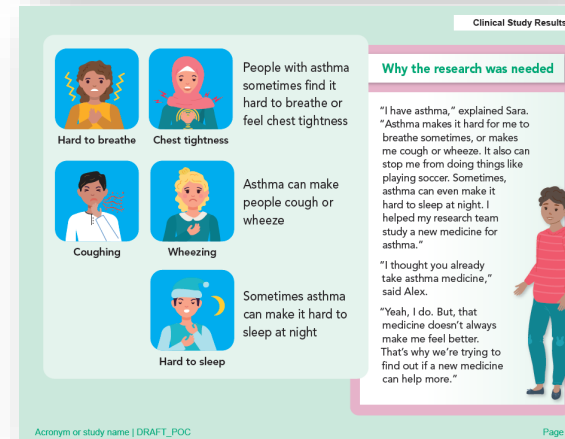 Clinical Study Results
Hard to breathe
Chest tightness
People with asthma
sometimes find it
hard to breathe or
feel chest tightness
Coughing
Wheezing
Asthma can make
people cough or
wheeze
Hard to sleep
Sometimes asthma
can make it hard to
sleep at night
Why the research was needed
"I have asthma," explained Sara.
"Asthma makes it hard for me to
breathe sometimes, or makes
me cough or wheeze. It also can
stop me from doing things like
playing soccer. Sometimes,
asthma can even make it
hard to sleep at night. I
helped my research team
study a new medicine for
asthma."
"I thought you already
take asthma medicine,"
said Alex.
"Yeah, I do. But, that
medicine doesn't always
make me feel better.
That's why we're trying to
find out if a new medicine
can help more."
Acronym or study name | DRAFT_POC
Page